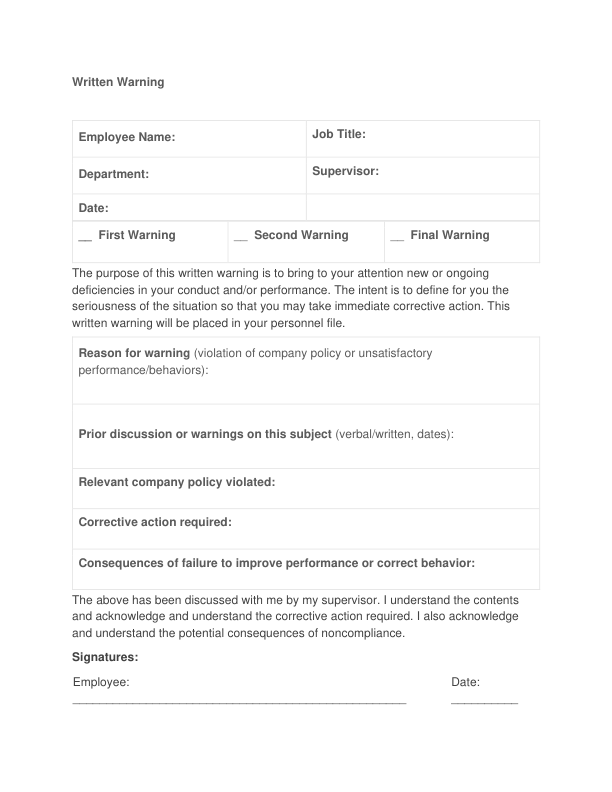 Written Warning
Employee Name:
Job Title:
Department:
Supervisor:
Date:
__ First Warning
__ Second Warning
__ Final Warning
The purpose of this written warning is to bring to your attention new or ongoing
deficiencies in your conduct and/or performance. The intent is to define for you the
seriousness of the situation so that you may take immediate corrective action. This
written warning will be placed in your personnel file.
Reason for warning (violation of company policy or unsatisfactory
performance/behaviors):
Prior discussion or warnings on this subject (verbal/written, dates):
Relevant company policy violated:
Corrective action required:
Consequences of failure to improve performance or correct behavior:
The above has been discussed with me by my supervisor. I understand the contents
and acknowledge and understand the corrective action required. I also acknowledge
and understand the potential consequences of noncompliance.
Signatures:
Employee:
Date: